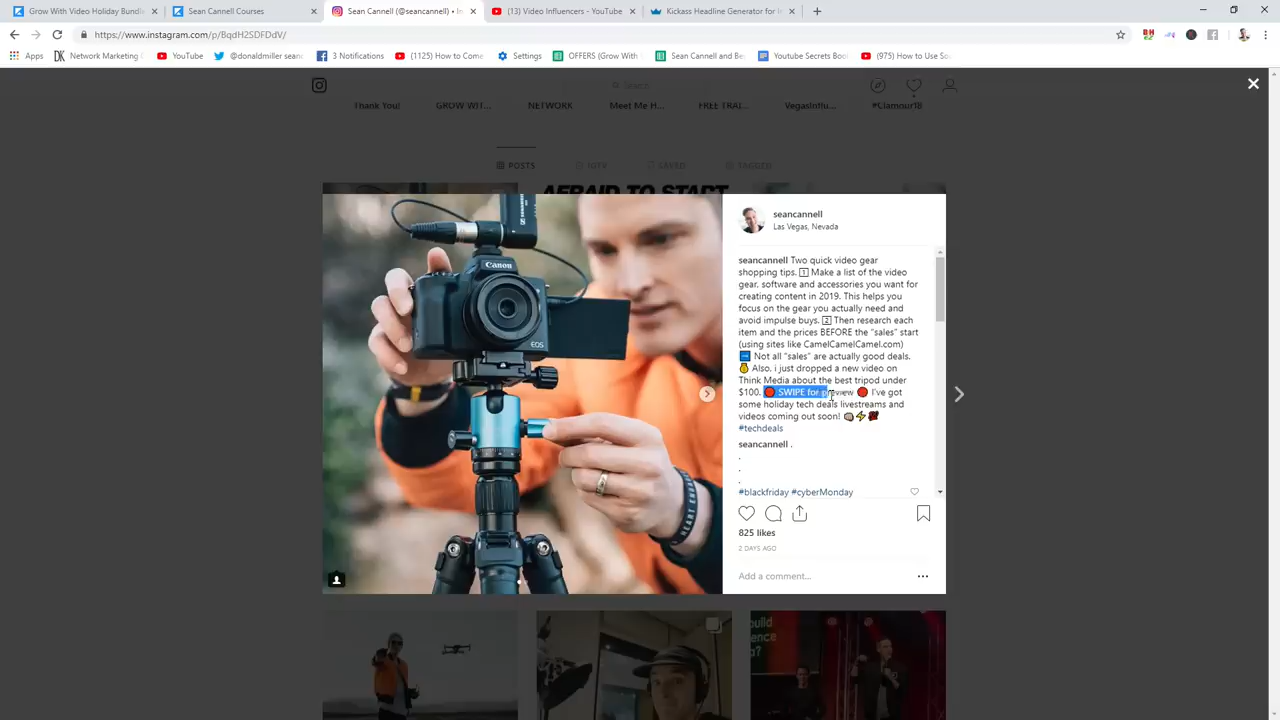 Grow With Video Holiday Bundle
Sean Cannell Courses
Sean Cannell (@seancannell) • In
(13) Video Influencers - YouTube
Kickass Headline Generator for In
https://www.instagram.com/p/BqdH2SDFDdV/
Apps
Network Marketing
YouTube
@donaldmiller seanc
3 Notifications
(1125) How to Come
Settings
OFFERS (Grow With
Sean Cannell and Be
Youtube Secrets Boo
(975) How to Use So
Search
Thank You!
GROW WIT...
NETWORK
Meet Me H...
FREE TRAI...
VegasInflu...
#Clamour18
POSTS
IGTV
SAVED
TAGGED
AFRAID TO START
seancannell
Las Vegas, Nevada
seancannell Two quick video gear
shopping tips. 1️⃣ Make a list of the video
gear, software and accessories you want for
creating content in 2019. This helps you
focus on the gear you actually need and
avoid impulse buys. 2️⃣ Then research each
item and the prices BEFORE the “sales” start
(using sites like CamelCamelCamel.com)
➡️ Not all “sales” are actually good deals.
💰 Also, i just dropped a new video on
Think Media about the best tripod under
$100. 🔴 SWIPE for preview 🔴 I've got
some holiday tech deals livestreams and
videos coming out soon! 👊🏼⚡
#techdeals
seancannell .
.
.
.
#blackfriday #cyberMonday
825 likes
2 DAYS AGO
Add a comment...
Canon
EOS